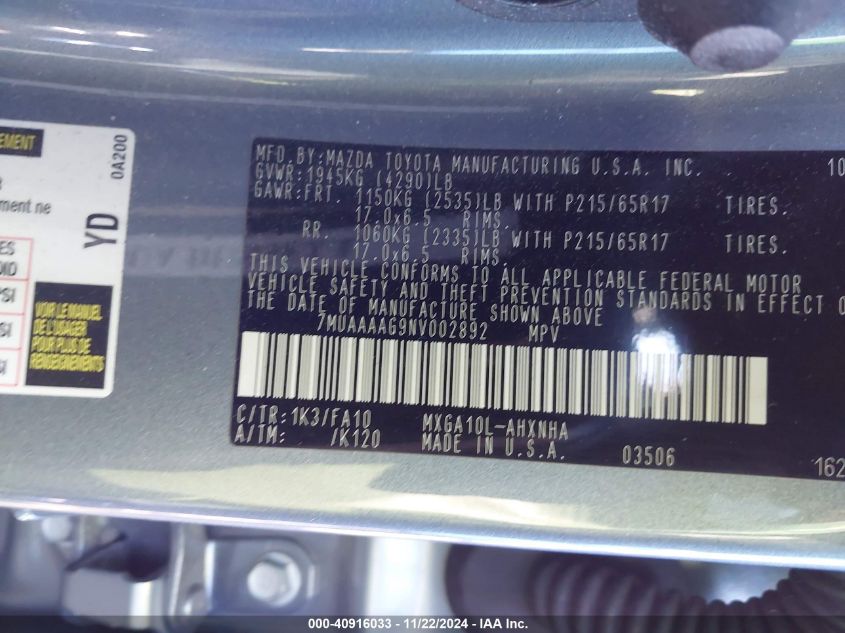 EMENT
ment ne
YD
0A200
VOIR LE MANUEL
DE L'USAGER
POUR PLUS DE
RENSEIGNEMENTS
MFD.BY:MAZDA TOYOTA MANUFACTURING U.S.A. INC. 10
GVWR:1945KG (4290)LB
GAWR:FRT. 1150KG (2535)LB WITH P215/65R17 TIRES.
17.0x6.5 RIMS.
RR. 1060KG (2335)LB WITH P215/65R17 TIRES.
17.0x6.5 RIMS.
THIS VEHICLE CONFORMS TO ALL APPLICABLE FEDERAL MOTOR
VEHICLE SAFETY AND THEFT PREVENTION STANDARDS IN EFFECT O
THE DATE OF MANUFACTURE SHOWN ABOVE
7MUAAAAG9NV002892 MPV
C/TR:1K3/FA10 MXGA10L-AHXNHA
A/TM: /K120 MADE IN U.S.A. 03506 162
000-40916033 - 11/22/2024 - IAA Inc.